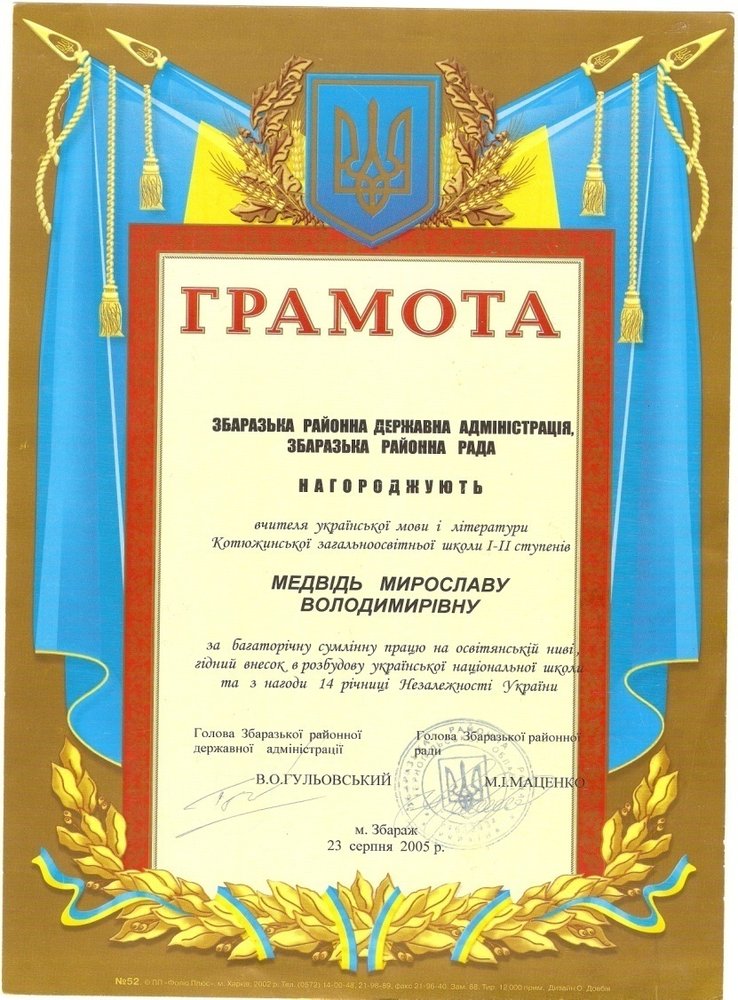 ГРАМОТА
ЗБАРАЗЬКА РАЙОННА ДЕРЖАВНА АДМІНІСТРАЦІЯ,
ЗБАРАЗЬКА РАЙОННА РАДА
НАГОРОДЖУЮТЬ
вчителя української мови і літератури
Котюжинської загальноосвітньої школи І-ІІ ступенів
МЕДВІДЬ МИРОСЛАВУ
ВОЛОДИМИРІВНУ
за багаторічну сумлінну працю на освітянській ниві,
гідний внесок в розбудову української національної школи
та з нагоди 14 річниці Незалежності України
Голова Збаразької районної
державної адміністрації
В.О.ГУЛЬОВСЬКИЙ
Голова Збаразької районної
ради
М.І.МАЦЕНКО
м. Збараж
23 серпня 2005 р.
№52 © ПП «Фоліо Плюс», м. Харків, 2002 р. Тел. (0572) 14-00-48, 21-96-89, факс 21-96-40. Зам. 88. Тир. 12 000 прим. Дизайн О. Довбні